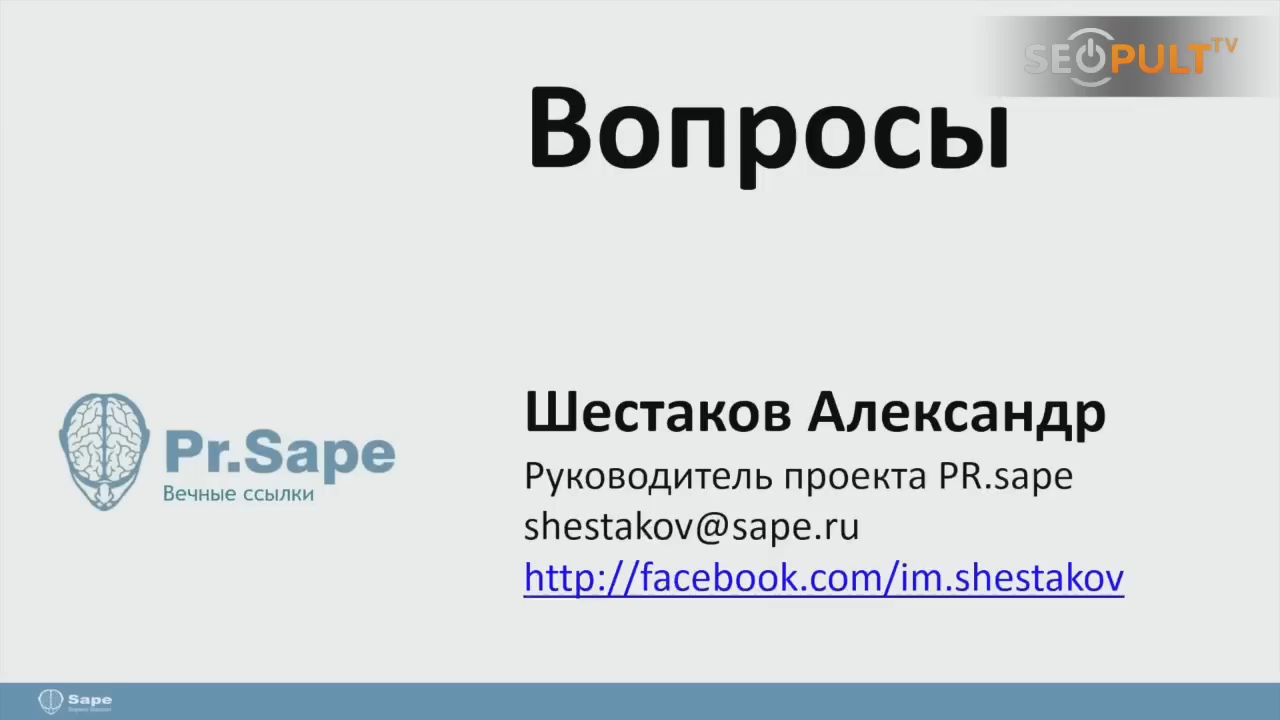 SEOPULT TV
Вопросы
Шестаков Александр
Руководитель проекта PR.sape
shestakov@sape.ru
http://facebook.com/im.shestakov
Pr.Sape
Вечные ссылки
Sape